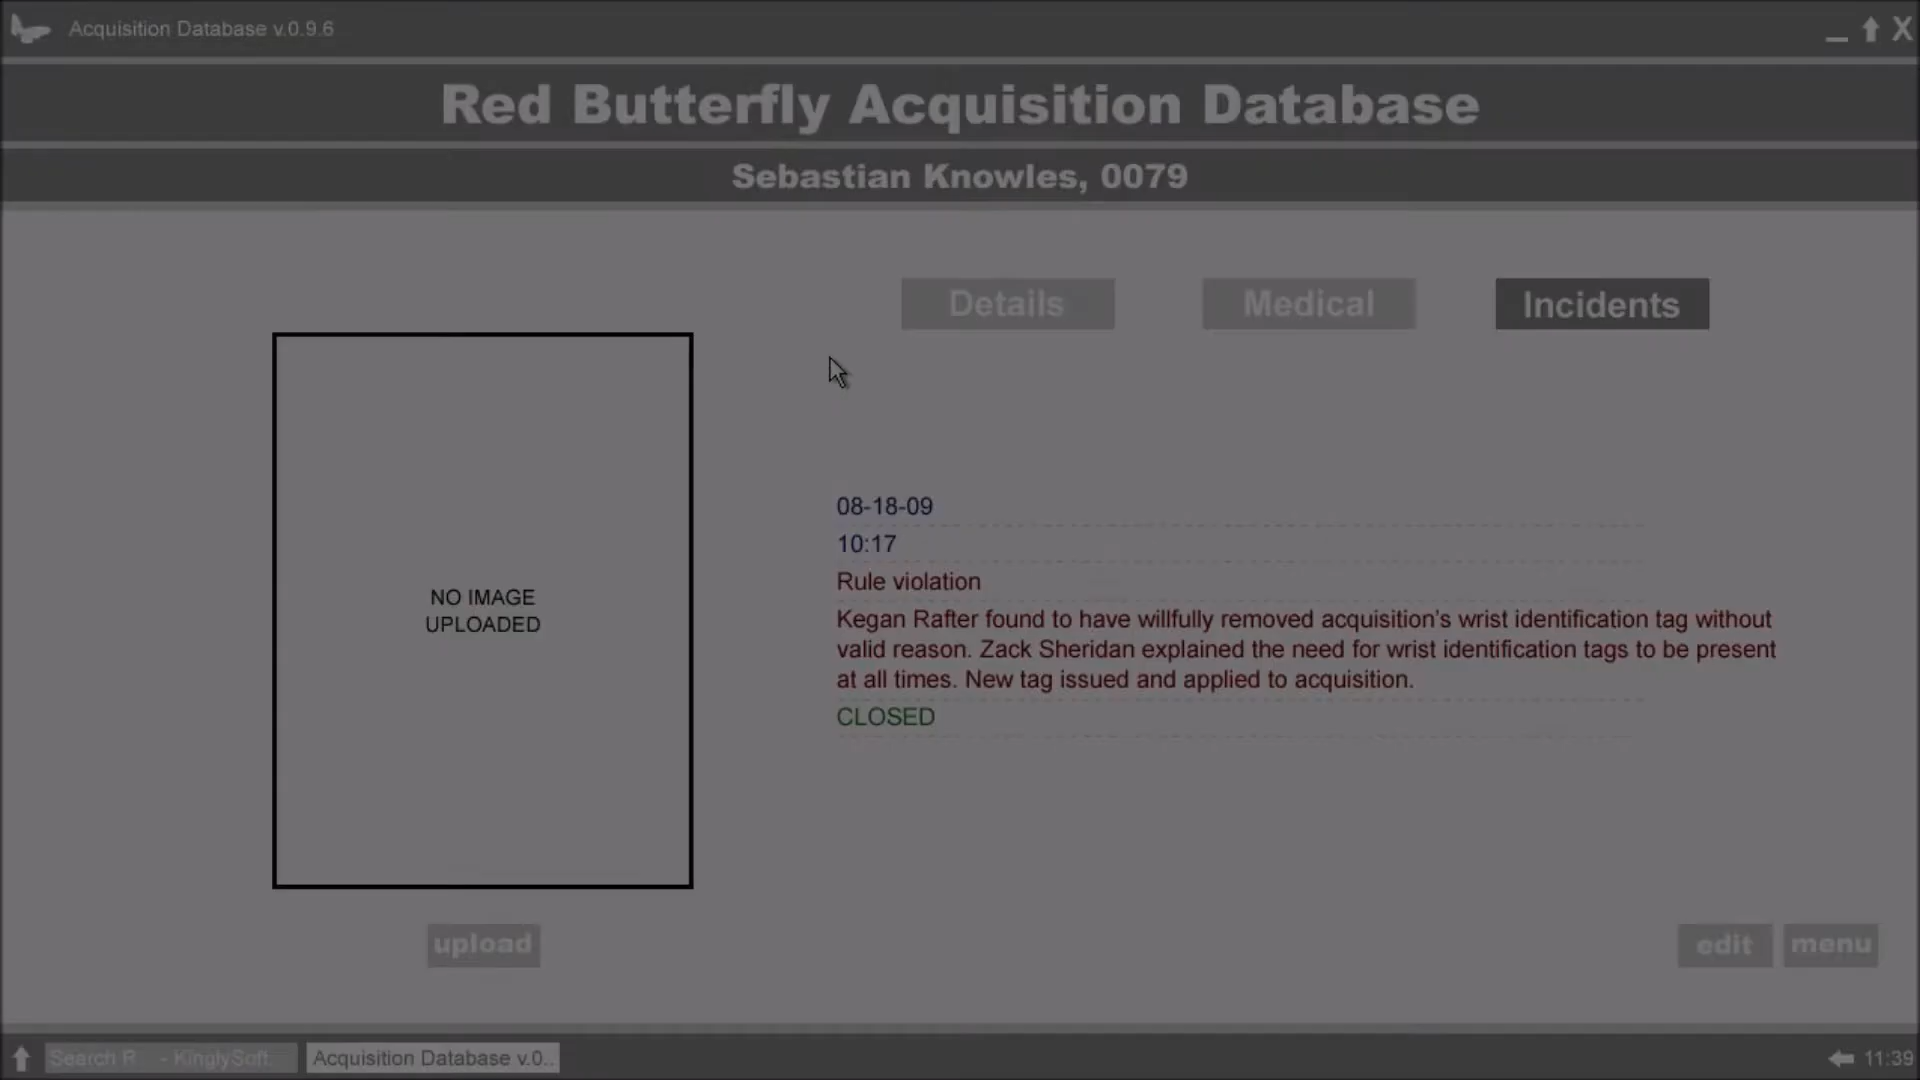 Acquisition Database v.0.9.6
X
Red Butterfly Acquisition Database
Sebastian Knowles, 0079
Details
Medical
Incidents
08-18-09
10:17
Rule violation
Kegan Rafter found to have willfully removed acquisition's wrist identification tag without
valid reason. Zack Sheridan explained the need for wrist identification tags to be present
at all times. New tag issued and applied to acquisition.
CLOSED
NO IMAGE
UPLOADED
upload
edit
menu
Search R... - KinglySoft...
Acquisition Database v.0..
11:39